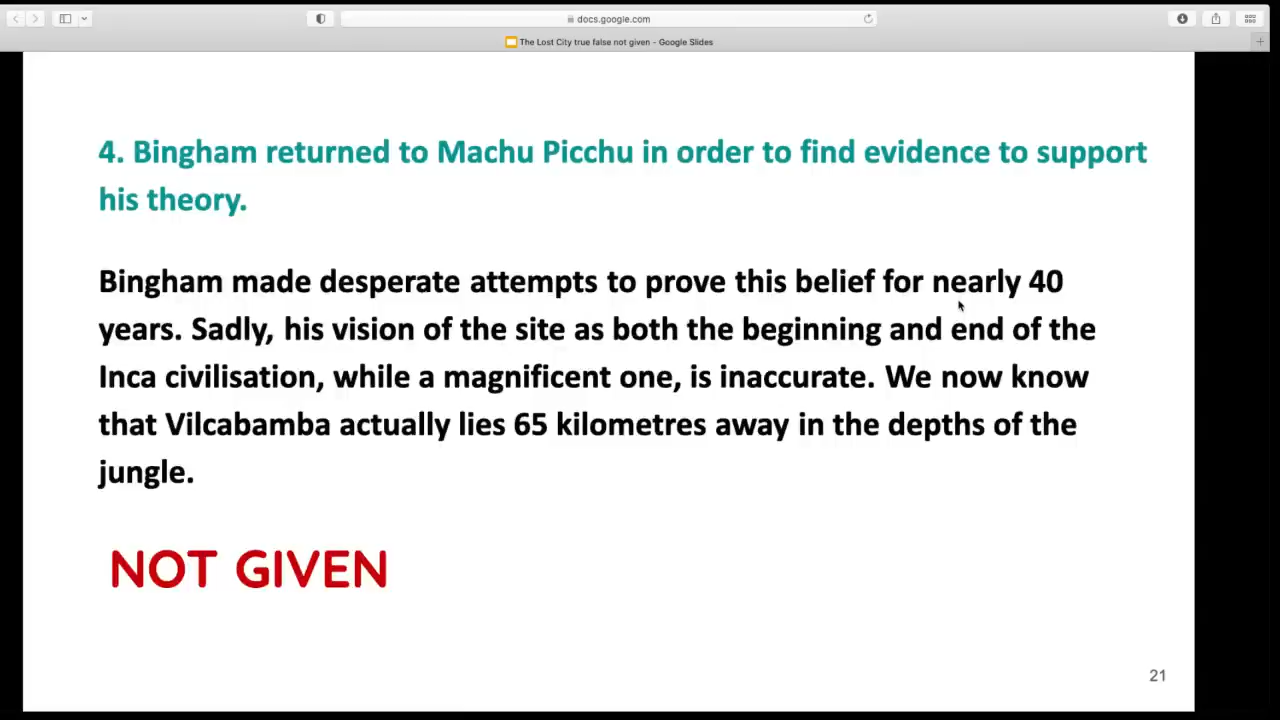 docs.google.com
The Lost City true false not given - Google Slides
4. Bingham returned to Machu Picchu in order to find evidence to support
his theory.
Bingham made desperate attempts to prove this belief for nearly 40
years. Sadly, his vision of the site as both the beginning and end of the
Inca civilisation, while a magnificent one, is inaccurate. We now know
that Vilcabamba actually lies 65 kilometres away in the depths of the
jungle.
NOT GIVEN
21